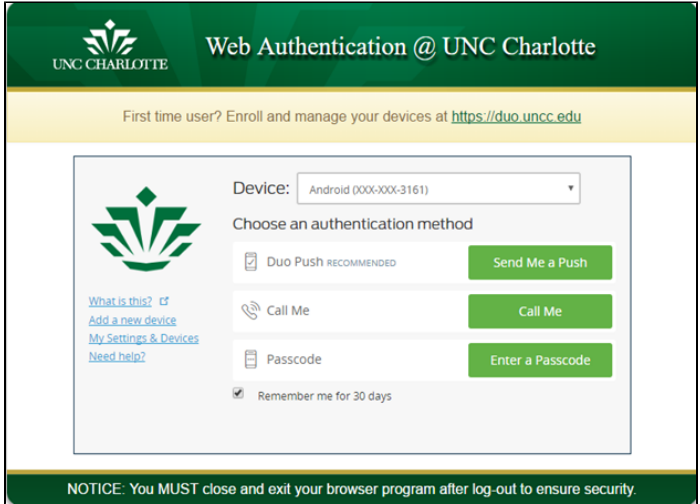 UNC CHARLOTTE
Web Authentication @ UNC Charlotte
First time user? Enroll and manage your devices at https://duo.uncc.edu
Device: Android (XXX-XXX-3161)
Choose an authentication method
Duo Push RECOMMENDED Send Me a Push
Call Me Call Me
Passcode Enter a Passcode
Remember me for 30 days
What is this?
Add a new device
My Settings & Devices
Need help?
NOTICE: You MUST close and exit your browser program after log-out to ensure security.